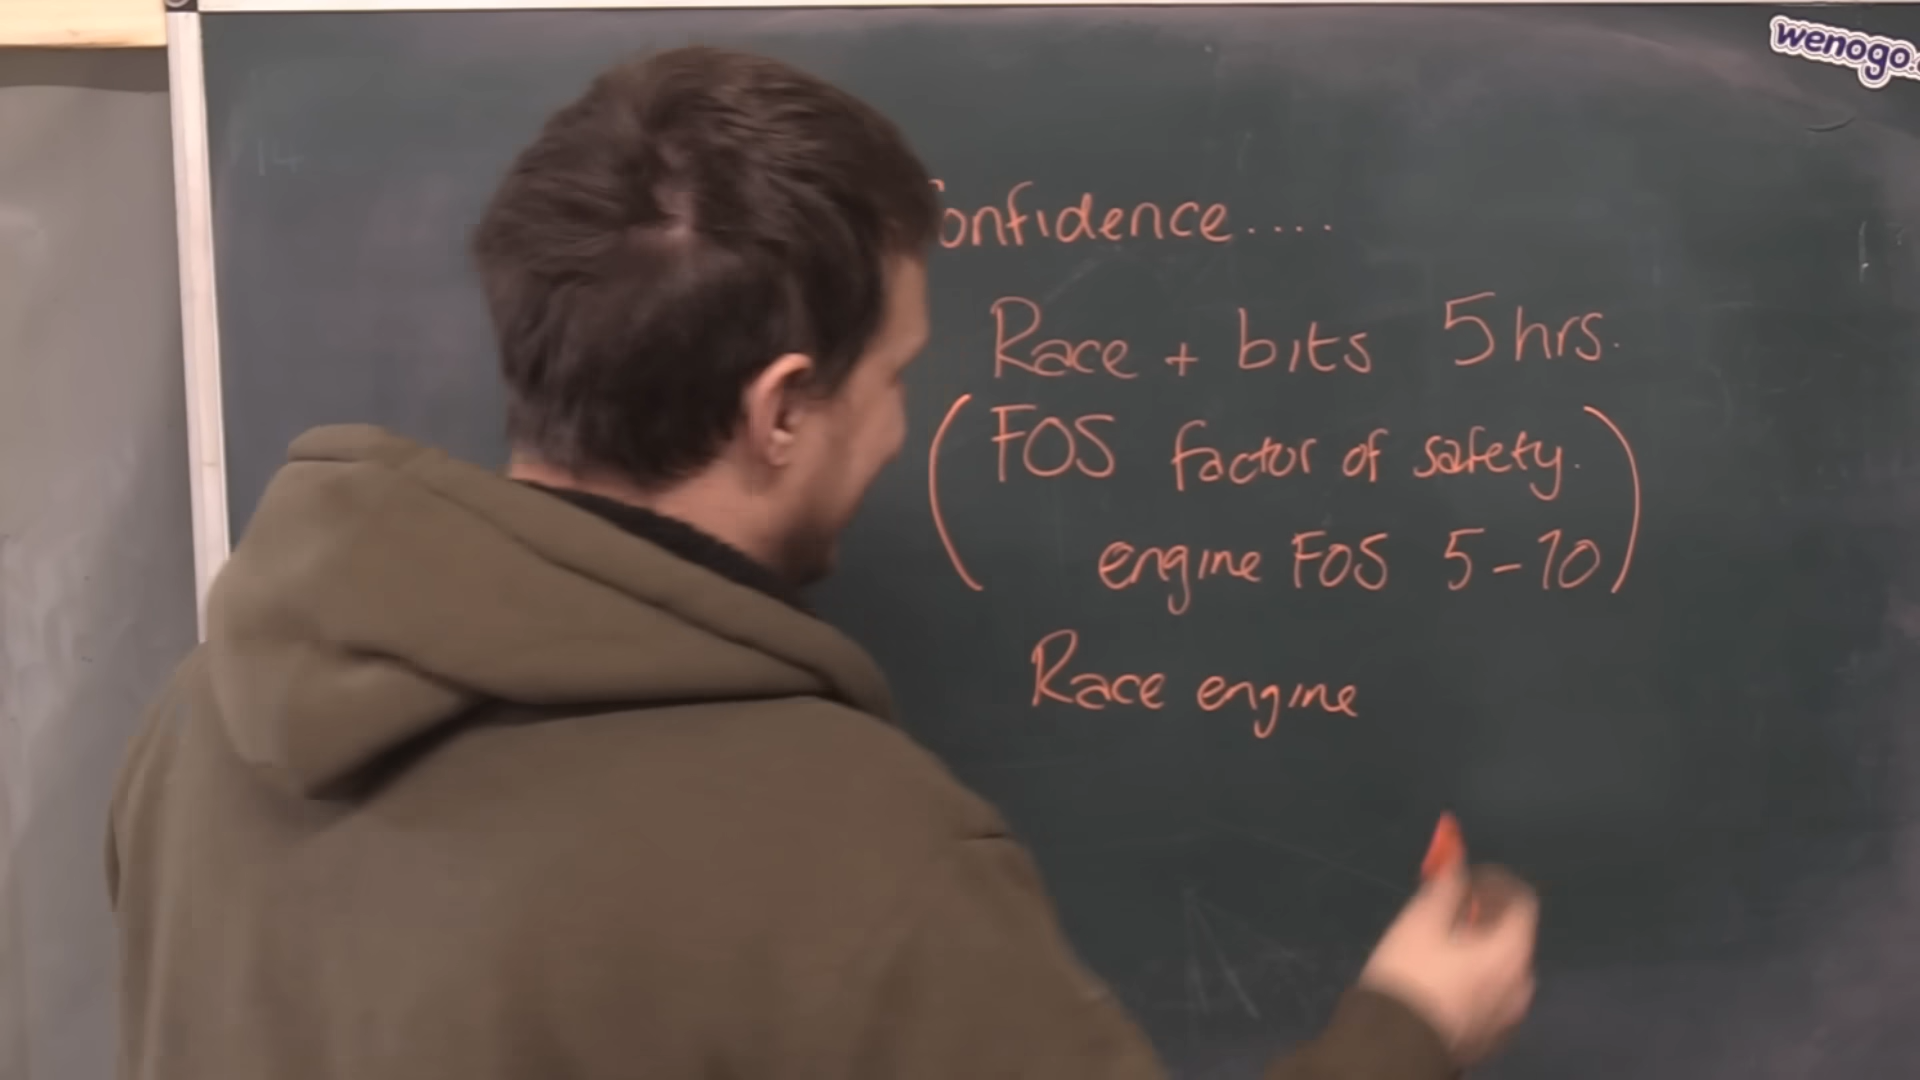 wenogo.
onfidence....
Race + bits 5hrs.
(FOS factor of safety.
engine FOS 5-10)
Race engine